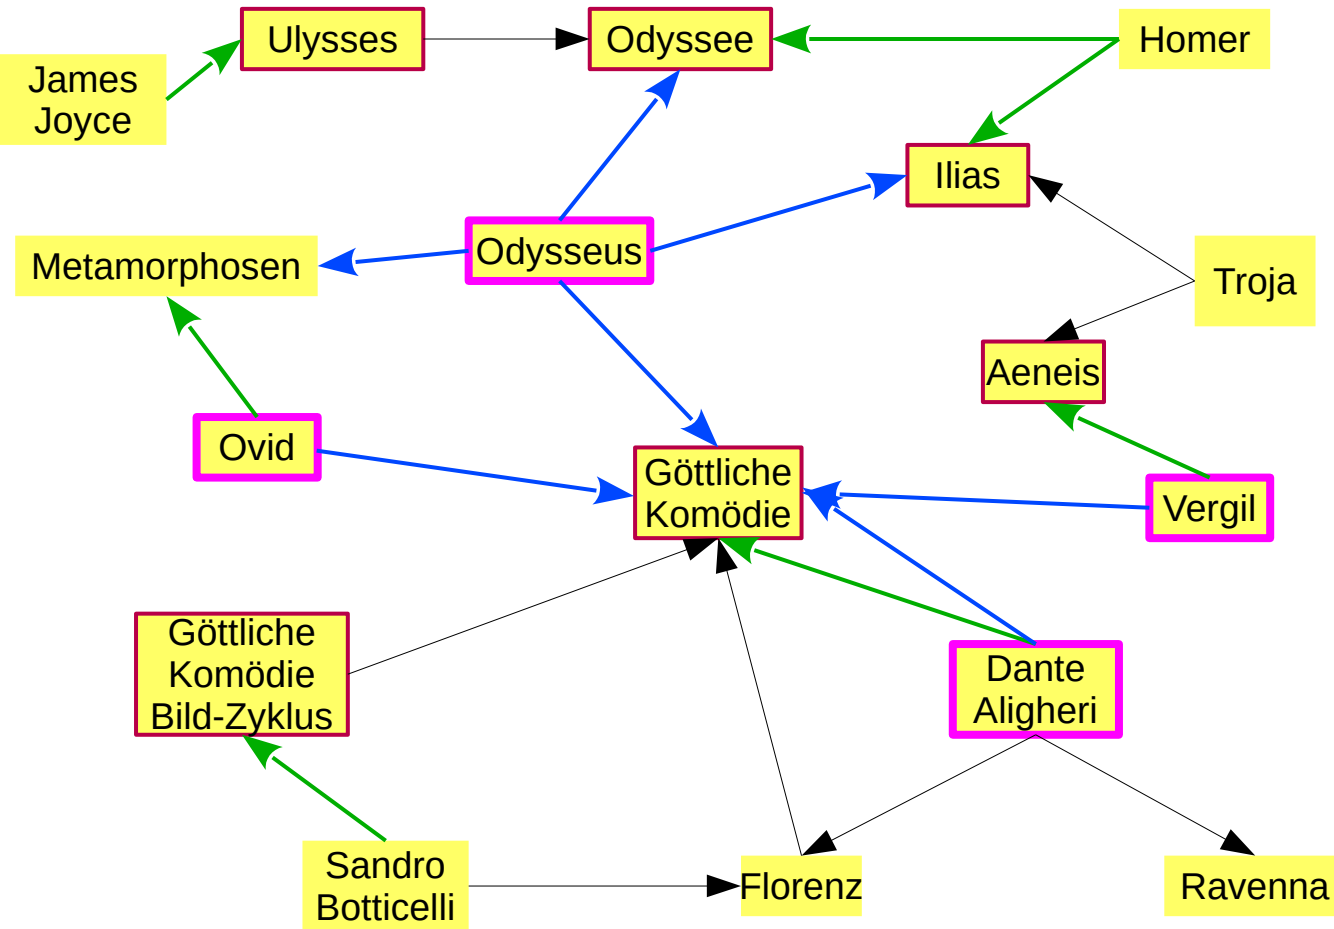 Ulysses
Odyssee
Homer
James
Joyce
Ilias
Odysseus
Metamorphosen
Troja
Aeneis
Ovid
Göttliche
Komödie
Vergil
Göttliche
Komödie
Bild-Zyklus
Dante
Aligheri
Sandro
Botticelli
Florenz
Ravenna